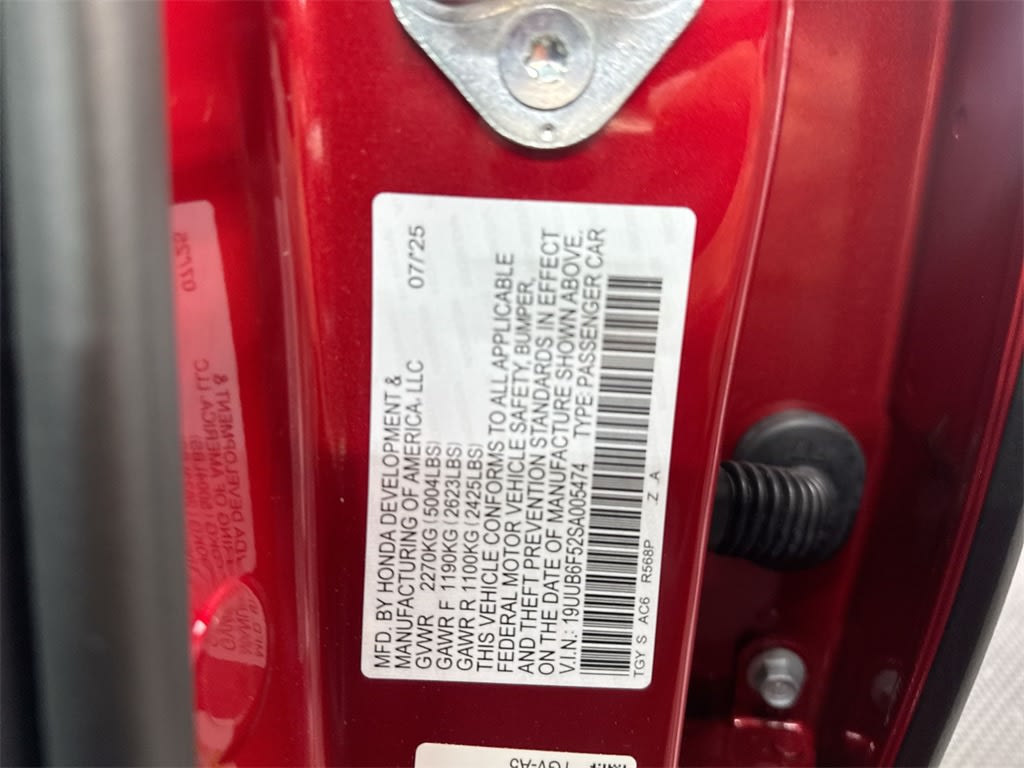 MFD. BY HONDA DEVELOPMENT &
MANUFACTURING OF AMERICA, LLC 07/'25
GVWR 2270KG(5004LBS)
GAWR F 1190KG(2623LBS)
GAWR R 1100KG(2425LBS)
THIS VEHICLE CONFORMS TO ALL APPLICABLE
FEDERAL MOTOR VEHICLE SAFETY, BUMPER,
AND THEFT PREVENTION STANDARDS IN EFFECT
ON THE DATE OF MANUFACTURE SHOWN ABOVE.
V.I.N.: 19UUB6F52SA005474 TYPE:PASSENGER CAR
TGY S AC6 R568P Z A